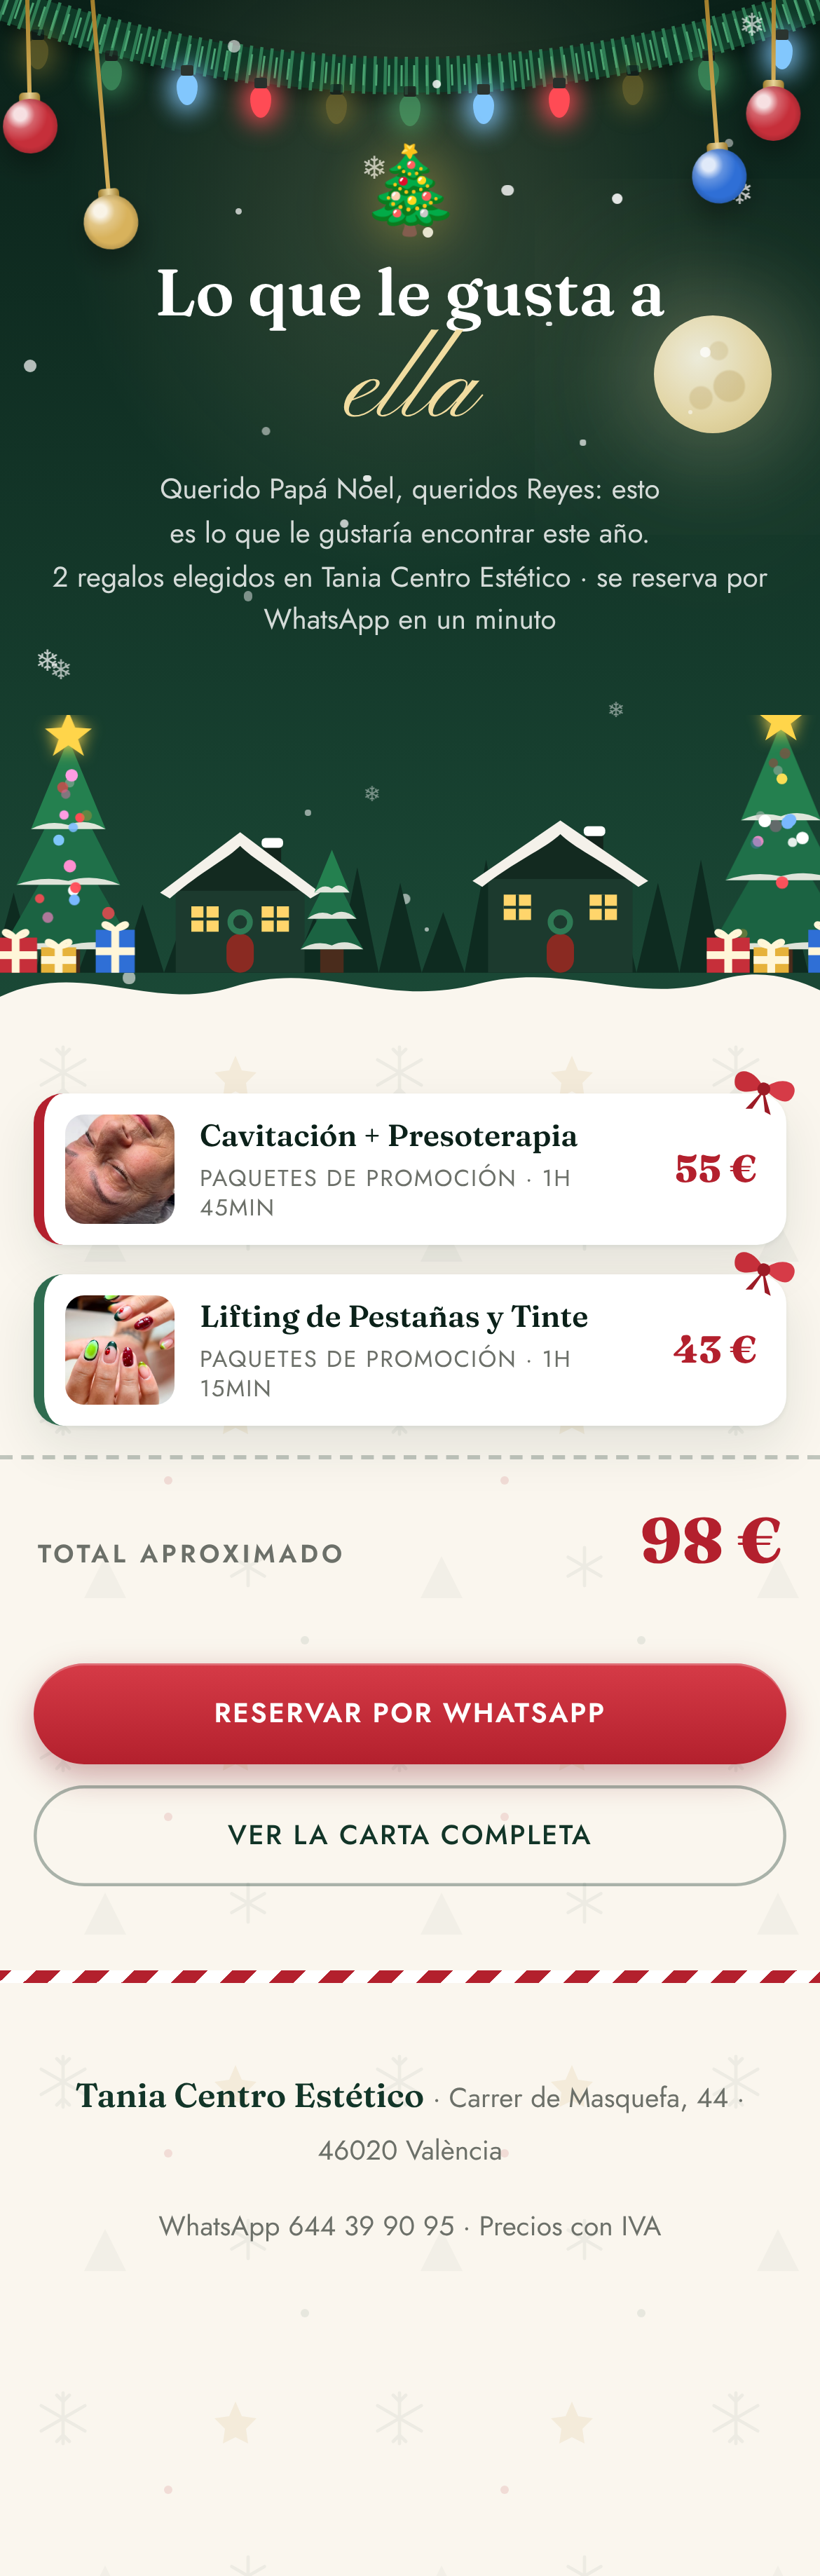 Lo que le gusta a
ella
Querido Papá Noel, queridos Reyes: esto
es lo que le gustaría encontrar este año.
2 regalos elegidos en Tania Centro Estético · se reserva por
WhatsApp en un minuto
Cavitación + Presoterapia
PAQUETES DE PROMOCIÓN · 1H
45MIN
55 €
Lifting de Pestañas y Tinte
PAQUETES DE PROMOCIÓN · 1H
15MIN
43 €
TOTAL APROXIMADO
98 €
RESERVAR POR WHATSAPP
VER LA CARTA COMPLETA
Tania Centro Estético · Carrer de Masquefa, 44 ·
46020 València
WhatsApp 644 39 90 95 · Precios con IVA